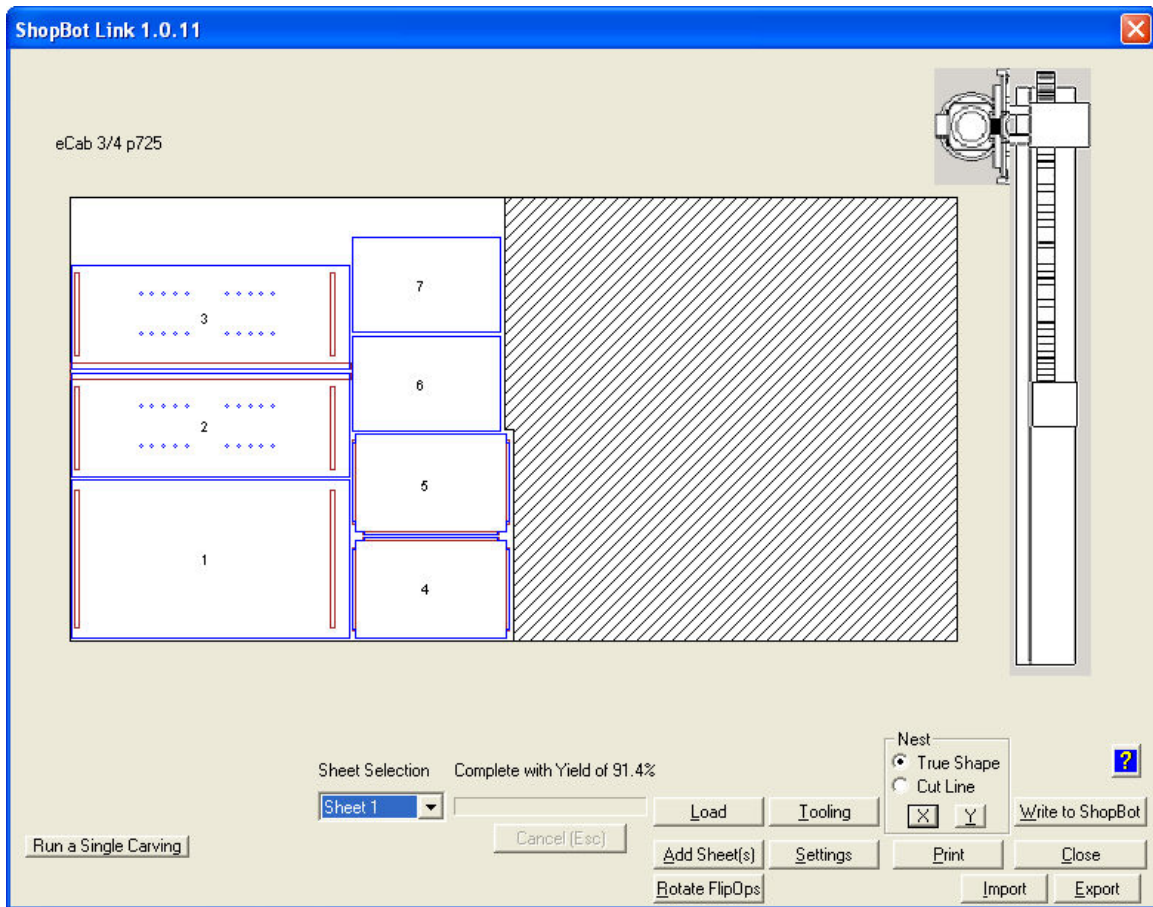 ShopBot Link 1.0.11
eCab 3/4 p725
7
3
6
2
5
1
4
Nest
Sheet Selection Complete with Yield of 91.4%
True Shape
?
Cut Line
Sheet 1
Load Tooling X Y Write to ShopBot
Cancel (Esc)
Run a Single Carving
Add Sheet(s) Settings Print Close
Rotate FlipOps Import Export